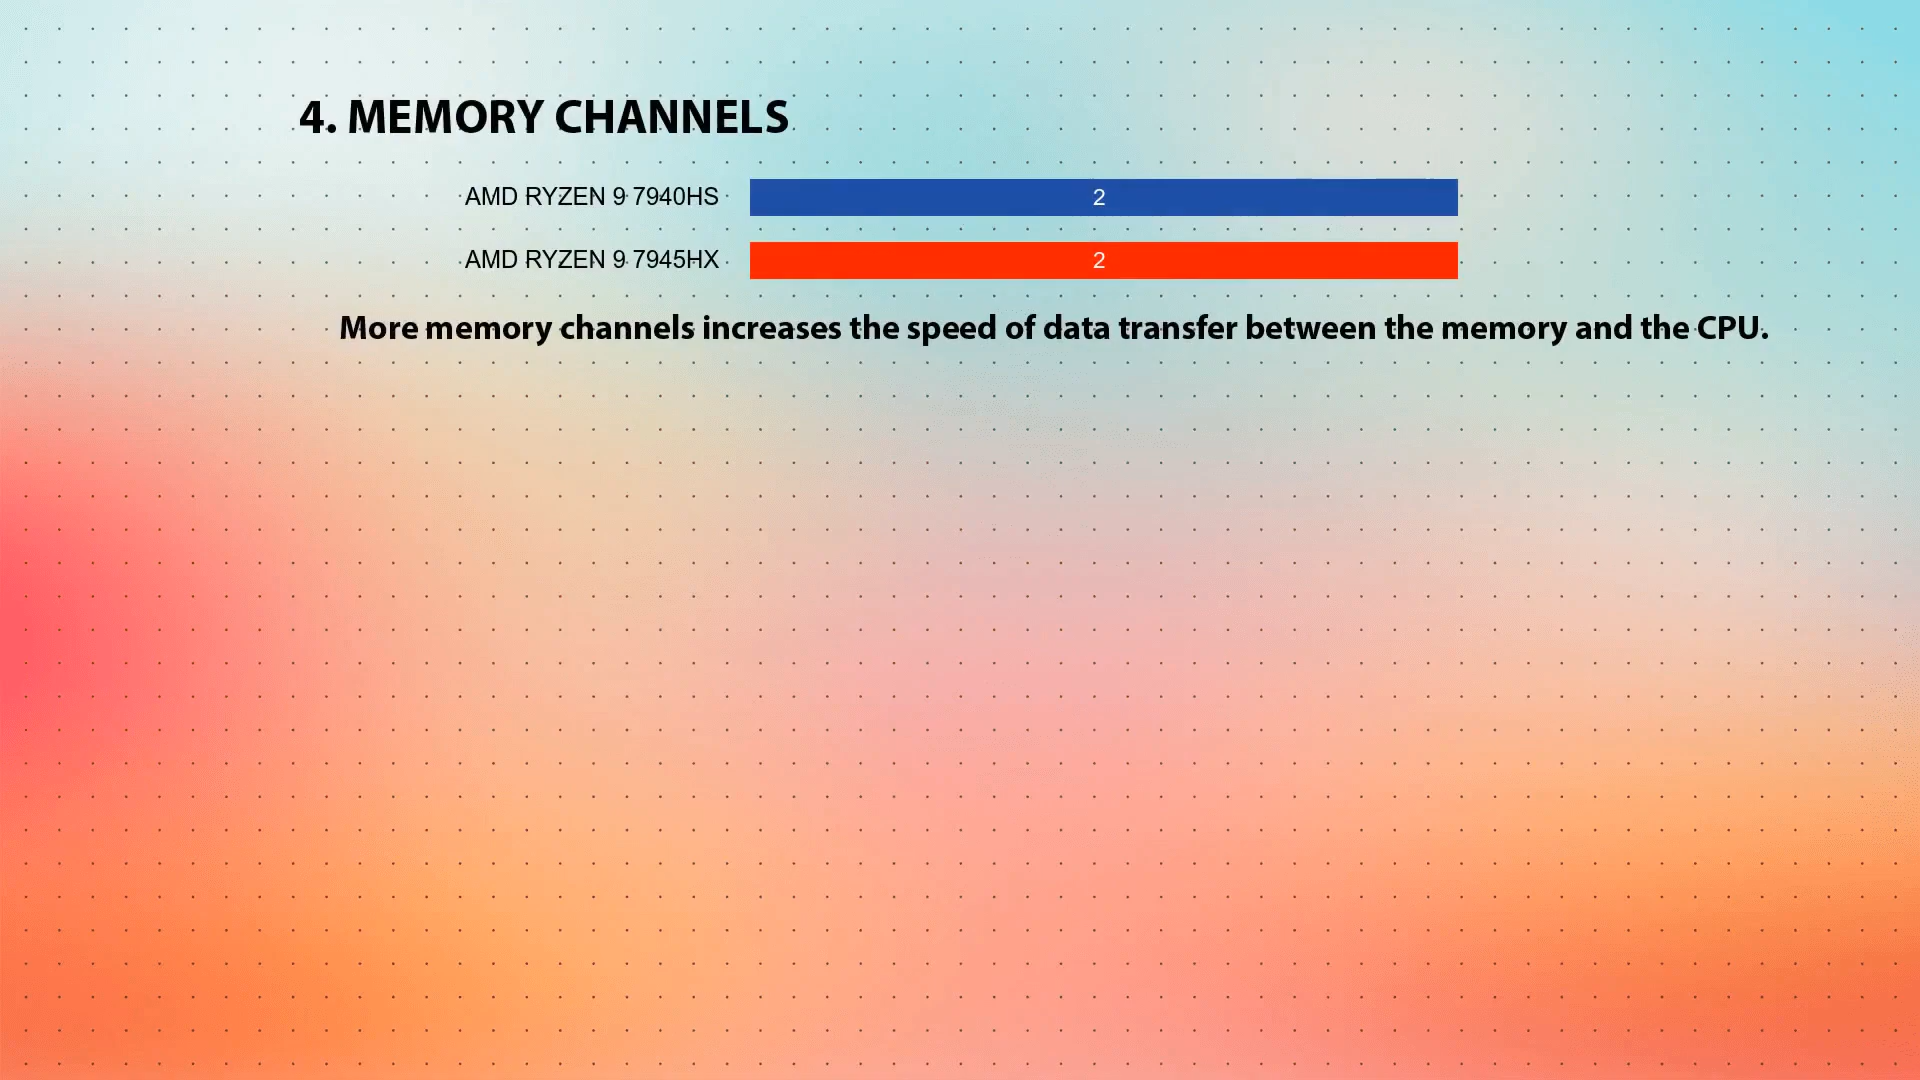 4. MEMORY CHANNELS
AMD RYZEN 9 7940HS 2
AMD RYZEN 9 7945HX 2
More memory channels increases the speed of data transfer between the memory and the CPU.